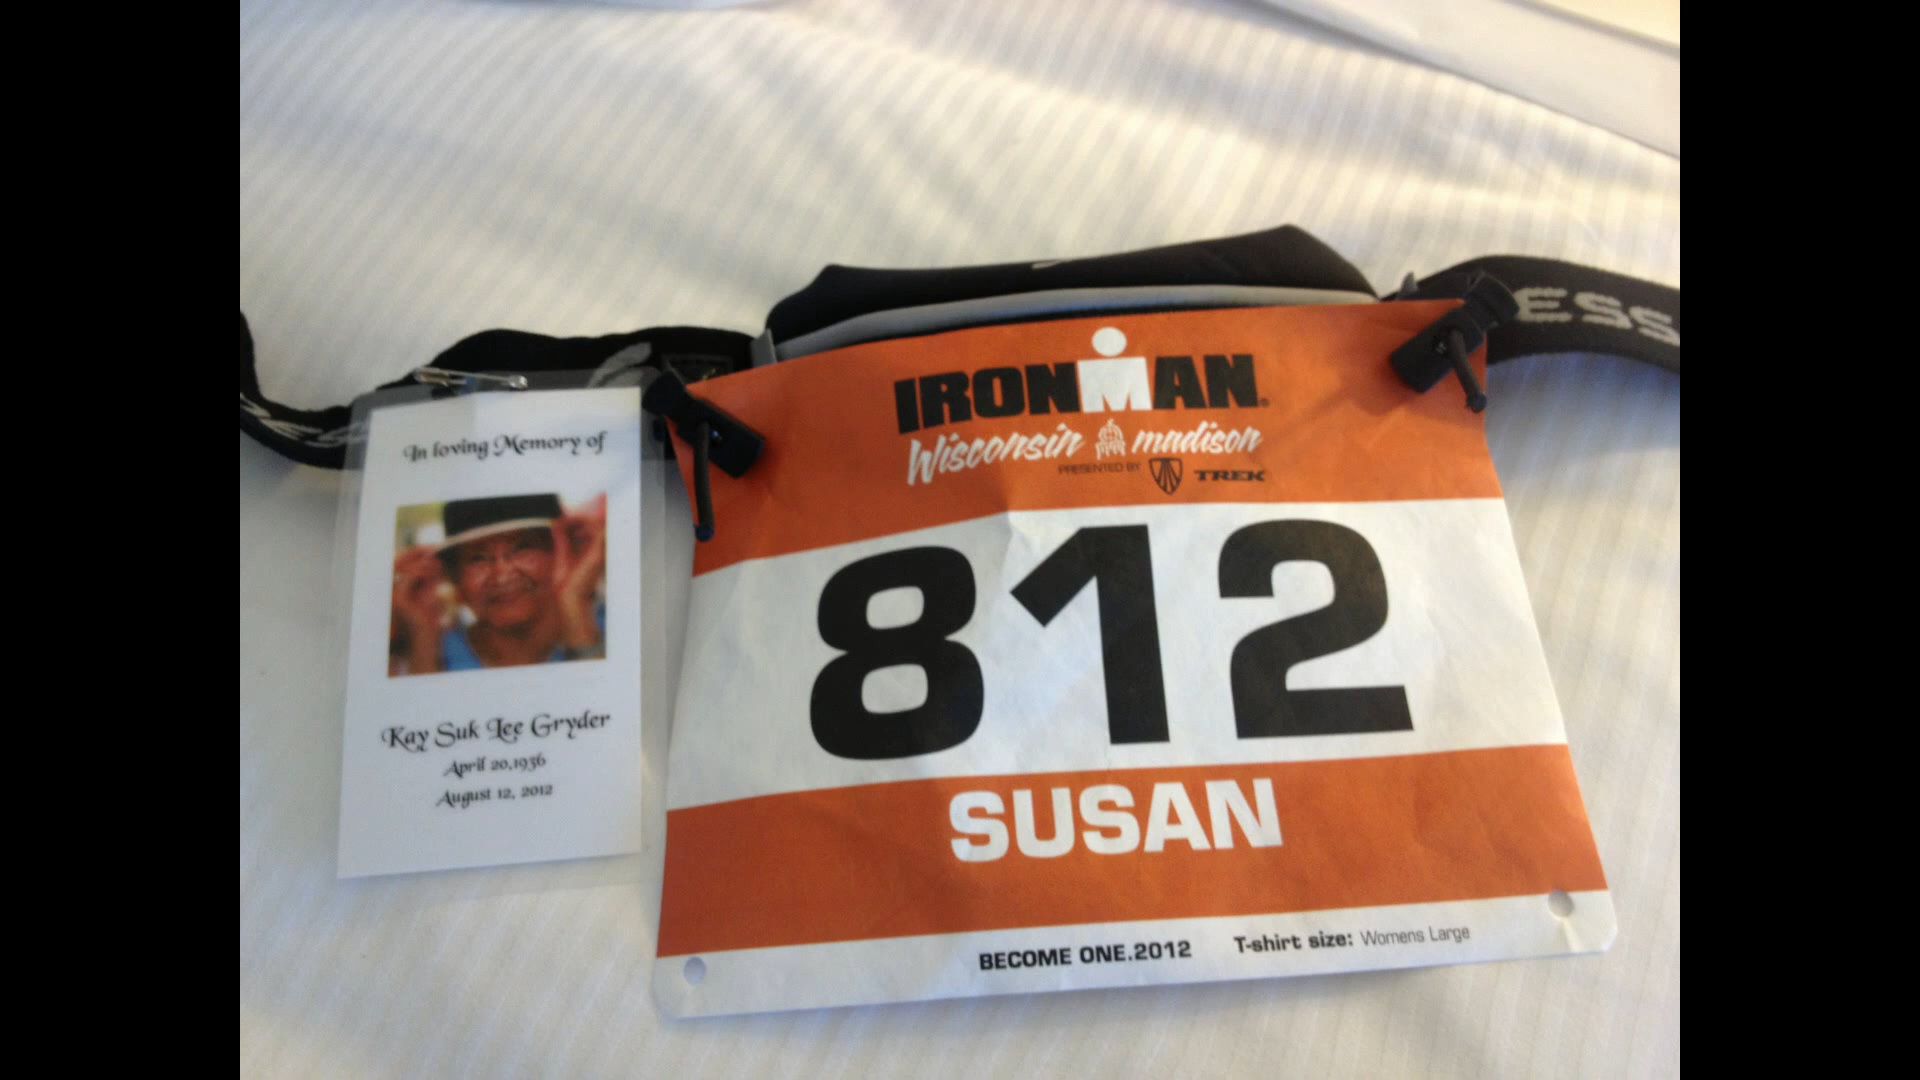 In loving Memory of
Kay Suk Lee Gryder
April 20,1936
August 12, 2012
IRONMAN®
Wisconsin madison
PRESENTED BY TREK
812
SUSAN
BECOME ONE.2012 T-shirt size: Womens Large
ESS